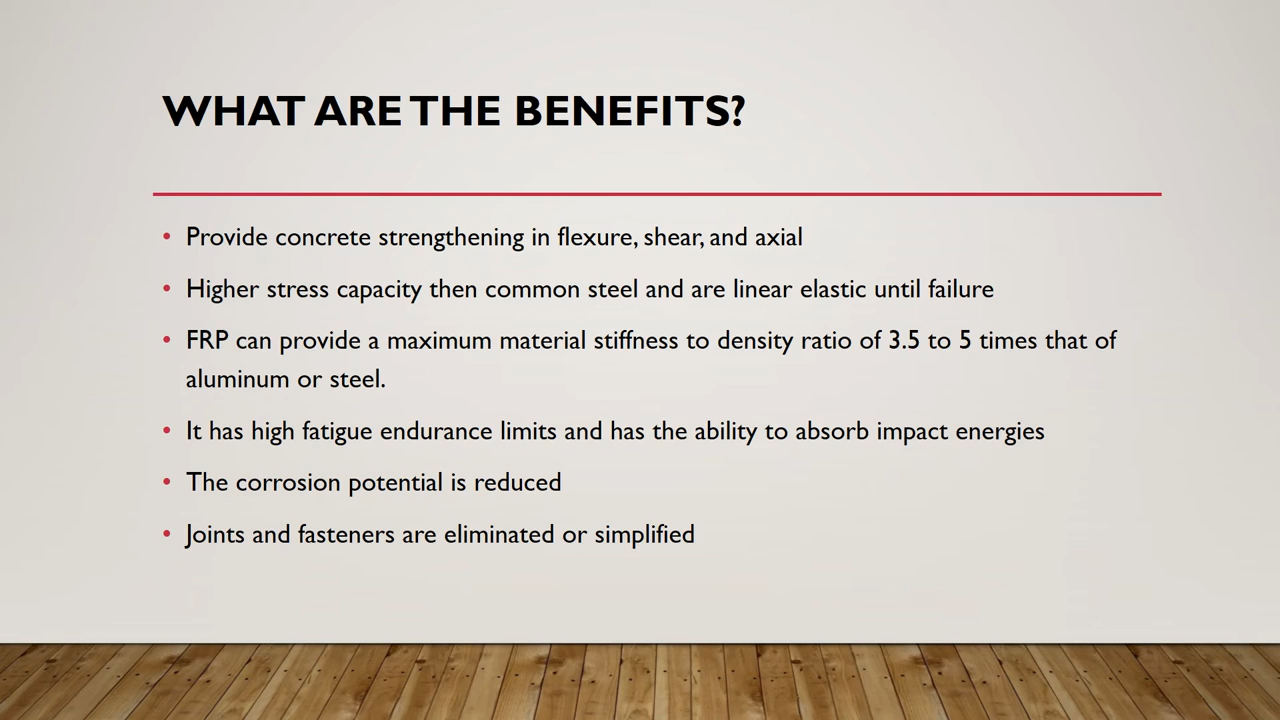 WHAT ARE THE BENEFITS?
• Provide concrete strengthening in flexure, shear, and axial
• Higher stress capacity then common steel and are linear elastic until failure
• FRP can provide a maximum material stiffness to density ratio of 3.5 to 5 times that of
aluminum or steel.
• It has high fatigue endurance limits and has the ability to absorb impact energies
• The corrosion potential is reduced
• Joints and fasteners are eliminated or simplified